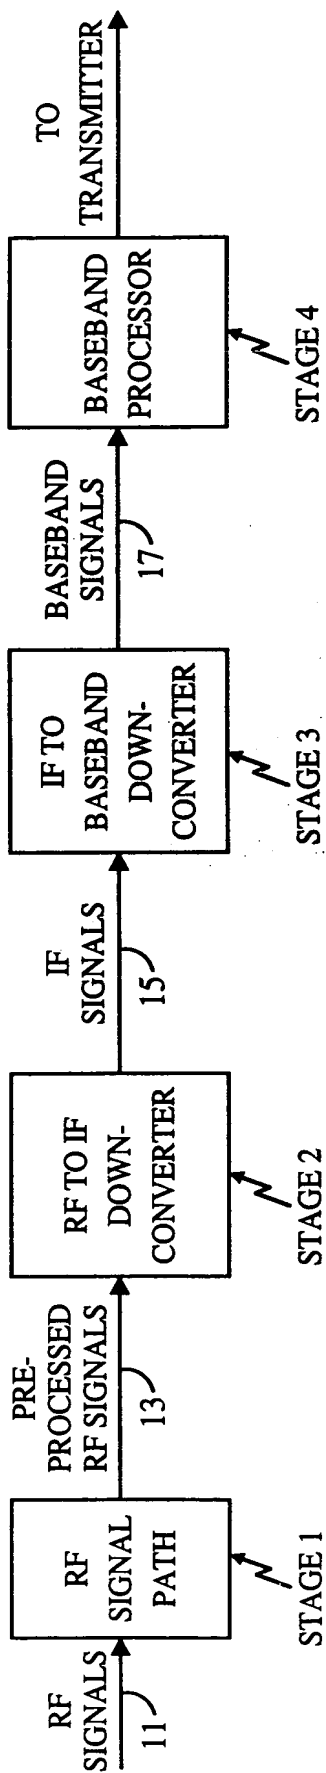 RF
SIGNALS
11
RF
SIGNAL
PATH
STAGE 1
PRE-
PROCESSED
RF SIGNALS
13
RF TO IF
DOWN-
CONVERTER
STAGE 2
IF
SIGNALS
15
IF TO
BASEBAND
DOWN-
CONVERTER
STAGE 3
BASEBAND
SIGNALS
17
BASEBAND
PROCESSOR
STAGE 4
TO
TRANSMITTER